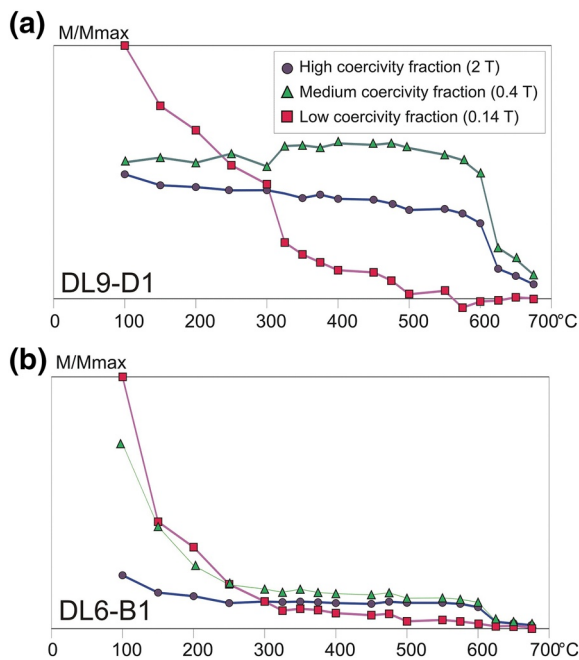 (a)
M/Mmax
High coercivity fraction (2 T)
Medium coercivity fraction (0.4 T)
Low coercivity fraction (0.14 T)
DL9-D1
0 100 200 300 400 500 600 700°C
(b)
M/Mmax
DL6-B1
0 100 200 300 400 500 600 700°C